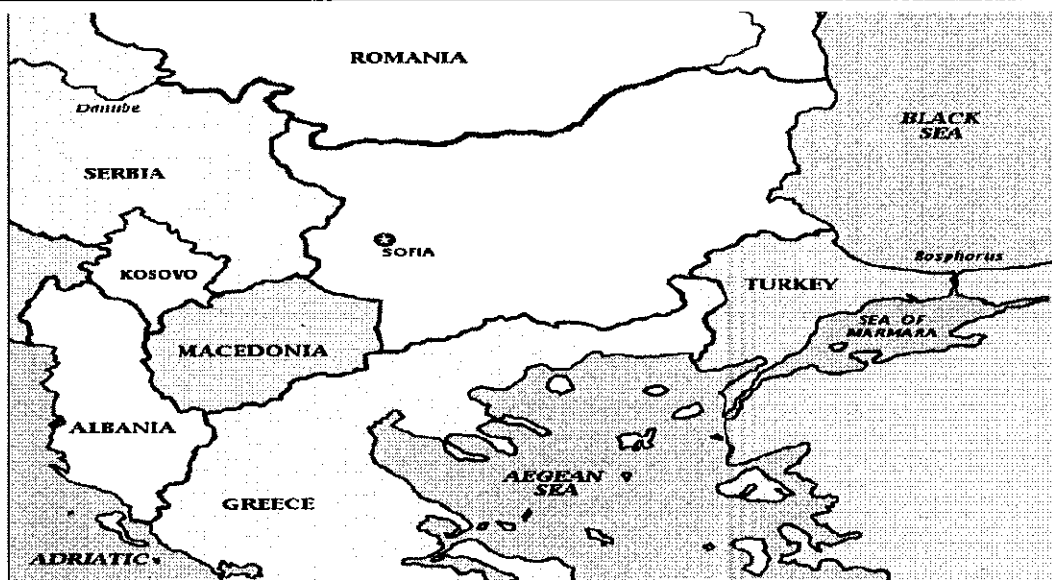 ROMANIA
Danube
BLACK
SEA
SERBIA
SOFIA
Bosphorus
KOSOVO
TURKEY
SEA OF
MARMARA
MACEDONIA
ALBANIA
AEGEAN
SEA
GREECE
ADRIATIC